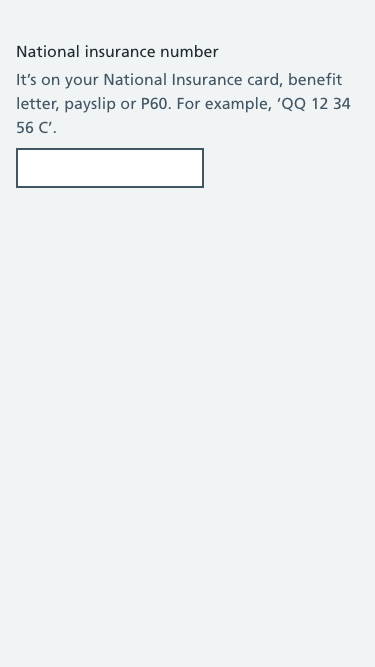 National insurance number
It’s on your National Insurance card, benefit
letter, payslip or P60. For example, ‘QQ 12 34
56 C’.